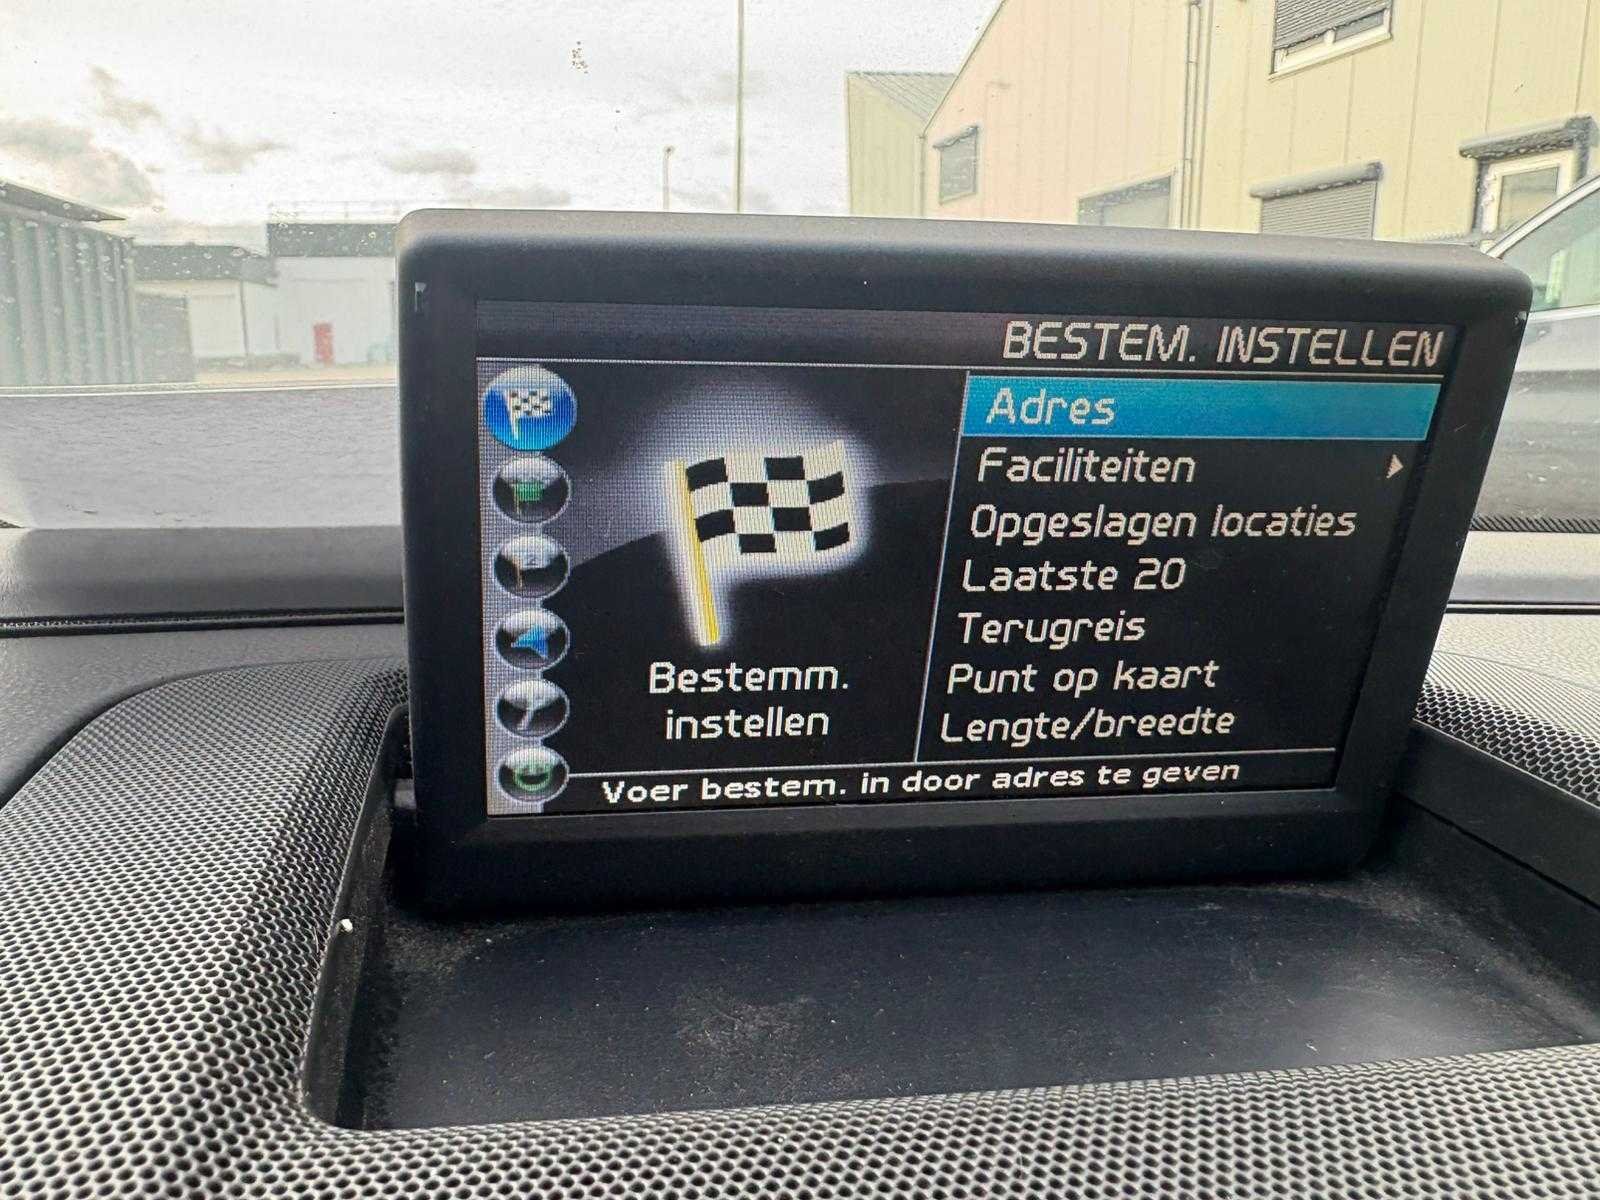 BESTEM. INSTELLEN
Adres
Faciliteiten
Opgeslagen locaties
Laatste 20
Terugreis
Punt op kaart
Lengte/breedte
Bestemm.
instellen
Voer bestem. in door adres te geven